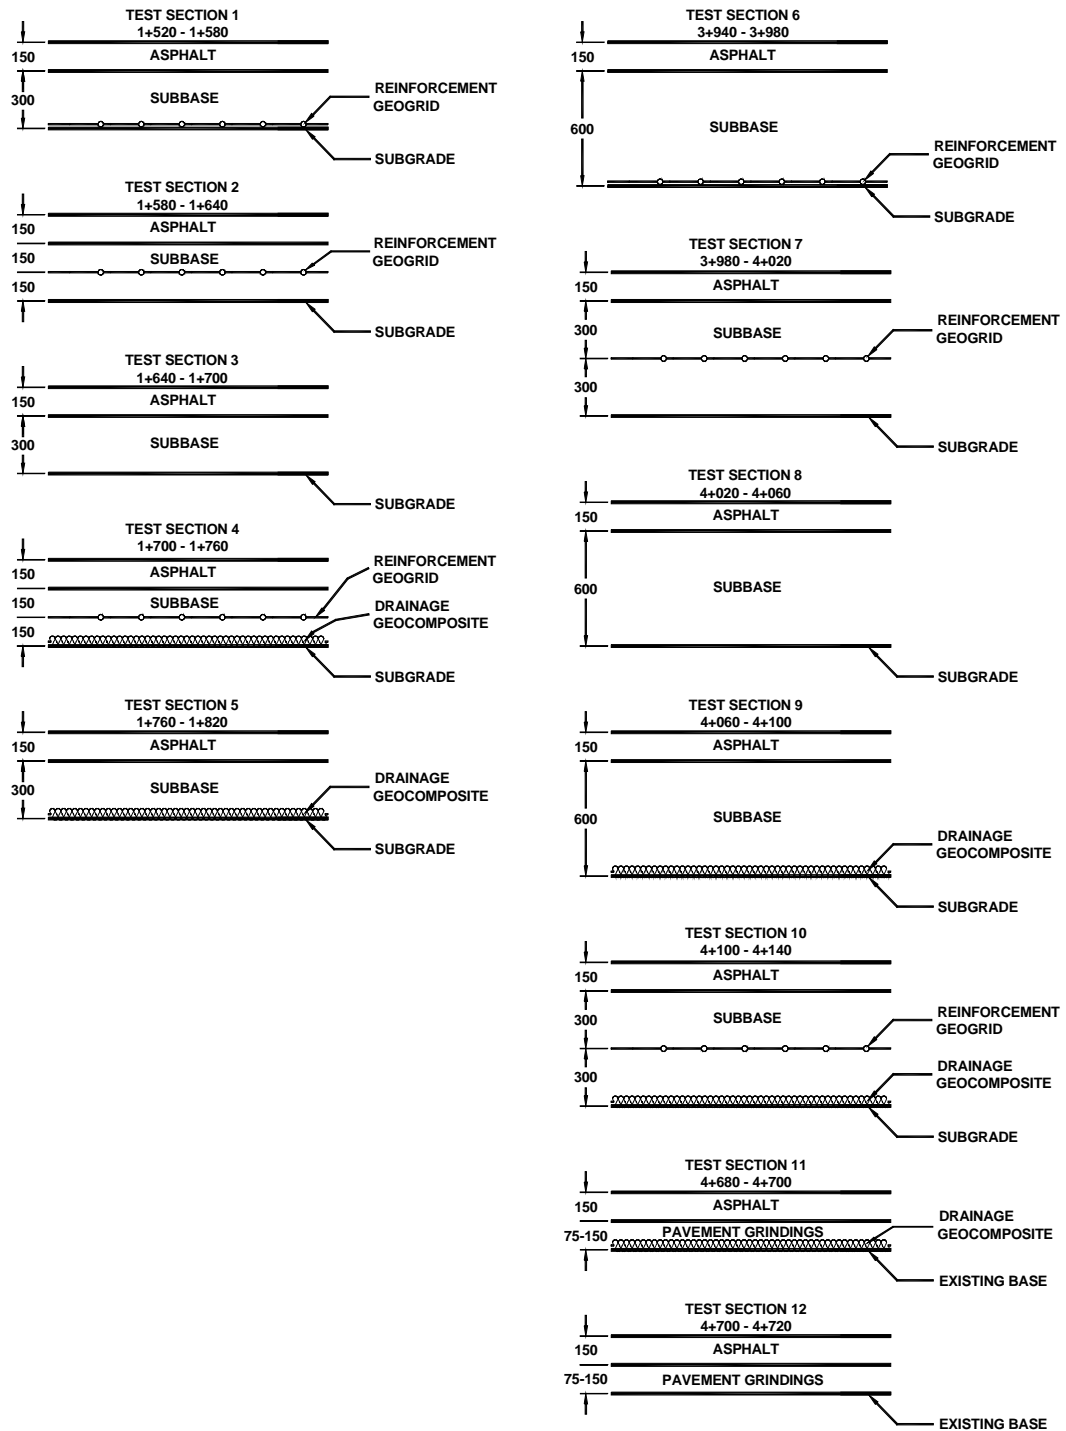 TEST SECTION 1
1+520 - 1+580
150
ASPHALT
300
SUBBASE
REINFORCEMENT
GEOGRID
SUBGRADE
TEST SECTION 2
1+580 - 1+640
150
ASPHALT
150
SUBBASE
REINFORCEMENT
GEOGRID
150
SUBGRADE
TEST SECTION 3
1+640 - 1+700
150
ASPHALT
300
SUBBASE
SUBGRADE
TEST SECTION 4
1+700 - 1+760
150
ASPHALT
REINFORCEMENT
GEOGRID
150
SUBBASE
DRAINAGE
GEOCOMPOSITE
150
SUBGRADE
TEST SECTION 5
1+760 - 1+820
150
ASPHALT
300
SUBBASE
DRAINAGE
GEOCOMPOSITE
SUBGRADE
TEST SECTION 6
3+940 - 3+980
150
ASPHALT
600
SUBBASE
REINFORCEMENT
GEOGRID
SUBGRADE
TEST SECTION 7
3+980 - 4+020
150
ASPHALT
300
SUBBASE
REINFORCEMENT
GEOGRID
300
SUBGRADE
TEST SECTION 8
4+020 - 4+060
150
ASPHALT
600
SUBBASE
SUBGRADE
TEST SECTION 9
4+060 - 4+100
150
ASPHALT
600
SUBBASE
DRAINAGE
GEOCOMPOSITE
SUBGRADE
TEST SECTION 10
4+100 - 4+140
150
ASPHALT
300
SUBBASE
REINFORCEMENT
GEOGRID
300
DRAINAGE
GEOCOMPOSITE
SUBGRADE
TEST SECTION 11
4+680 - 4+700
150
ASPHALT
75-150
PAVEMENT GRINDINGS
DRAINAGE
GEOCOMPOSITE
EXISTING BASE
TEST SECTION 12
4+700 - 4+720
150
ASPHALT
75-150
PAVEMENT GRINDINGS
EXISTING BASE